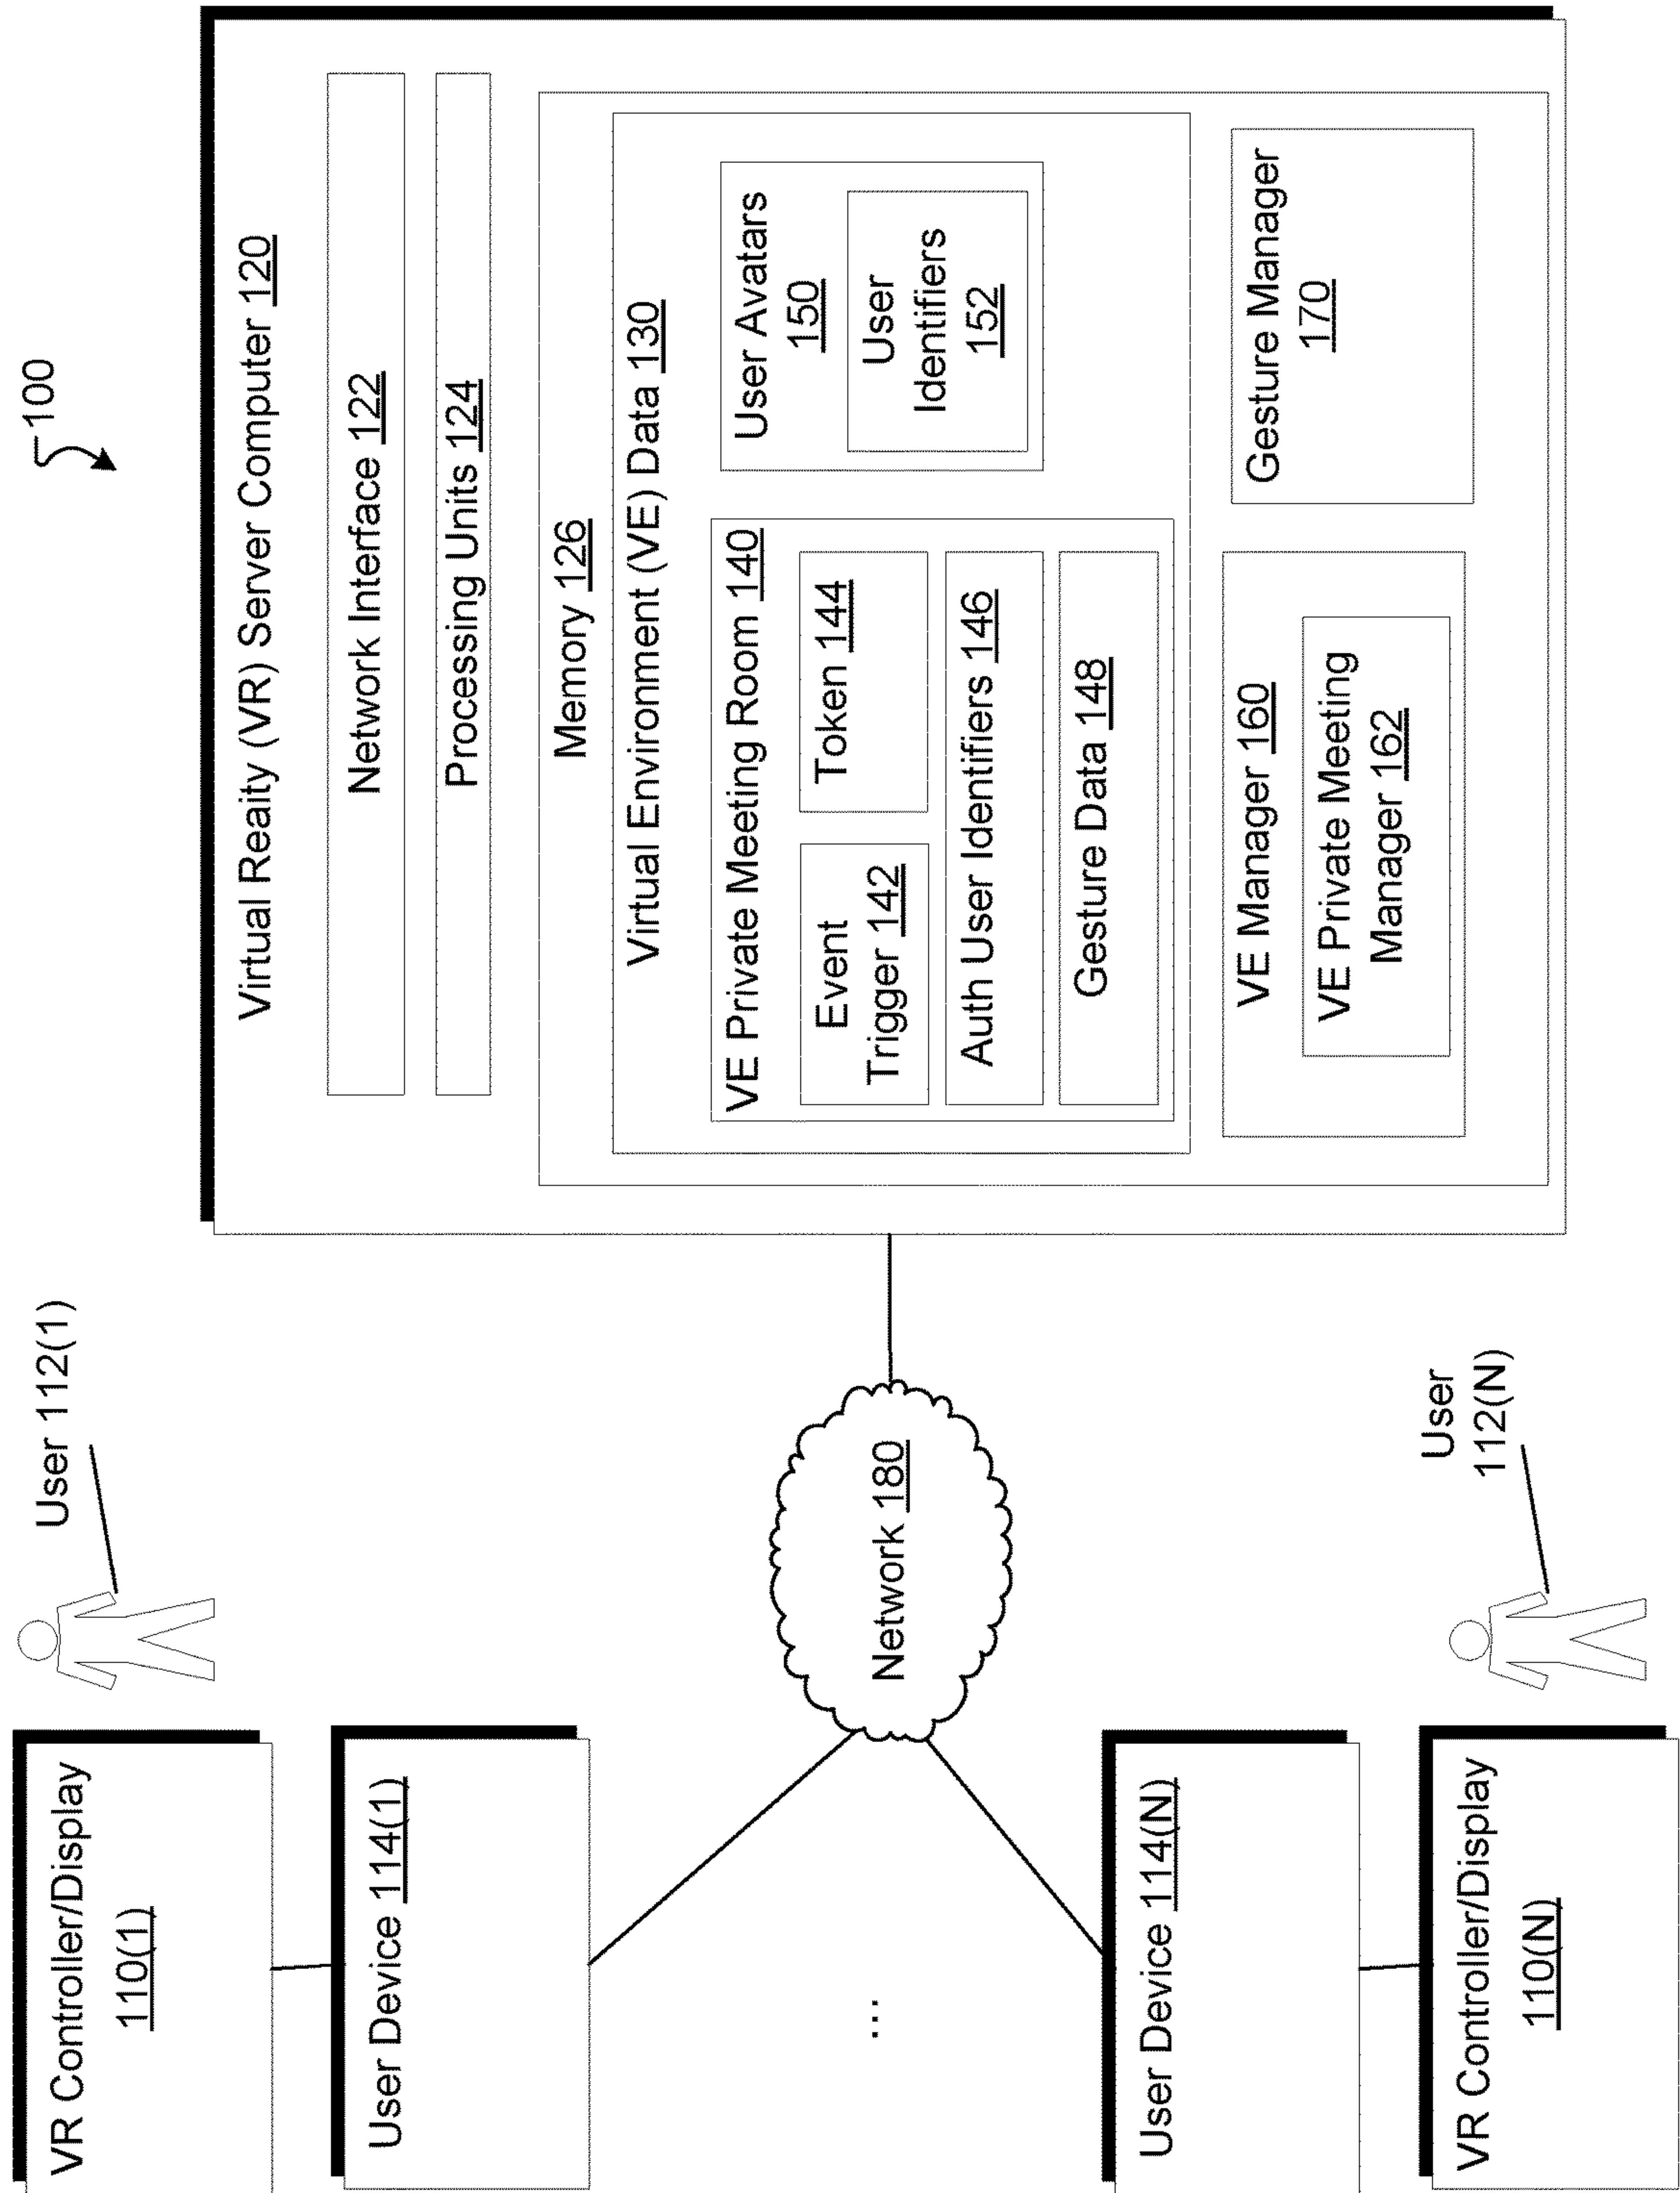 100
VR Controller/Display
110(1)
User 112(1)
User Device 114(1)
...
User Device 114(N)
VR Controller/Display
110(N)
User
112(N)
Network 180
Virtual Reaity (VR) Server Computer 120
Network Interface 122
Processing Units 124
Memory 126
Virtual Environment (VE) Data 130
VE Private Meeting Room 140
Event
Trigger 142
Token 144
Auth User Identifiers 146
Gesture Data 148
User Avatars
150
User
Identifiers
152
VE Manager 160
VE Private Meeting
Manager 162
Gesture Manager
170